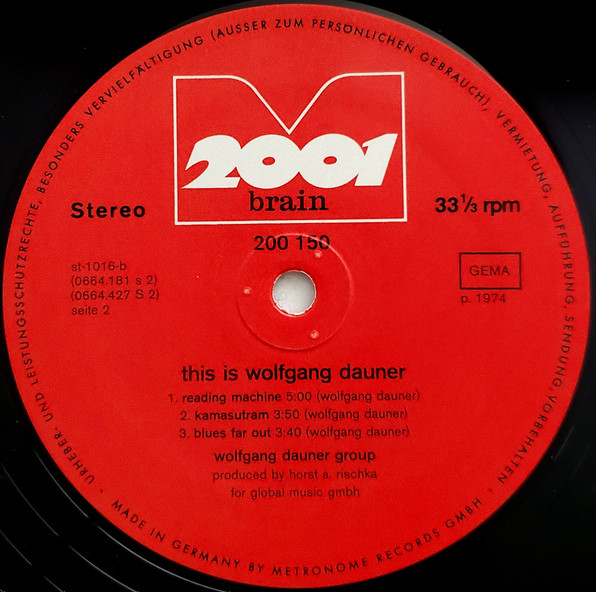 URHEBER- UND LEISTUNGSSCHUTZRECHTE, BESONDERS VERVIELFÄLTIGUNG (AUSSER ZUM PERSÖNLICHEN GEBRAUCH), VERMIETUNG, AUFFÜHRUNG, SENDUNG, VORBEHALTEN ·
2001
brain
Stereo
33 1/3 rpm
200 150
st-1016-b
(0664.181 s 2)
(0664.427 S 2)
seite 2
GEMA
p. 1974
this is wolfgang dauner
1. reading machine 5:00 (wolfgang dauner)
2. kamasutram 3:50 (wolfgang dauner)
3. blues far out 3:40 (wolfgang dauner)
wolfgang dauner group
produced by horst a. rischka
for global music gmbh
· MADE IN GERMANY BY METRONOME RECORDS GMBH ·